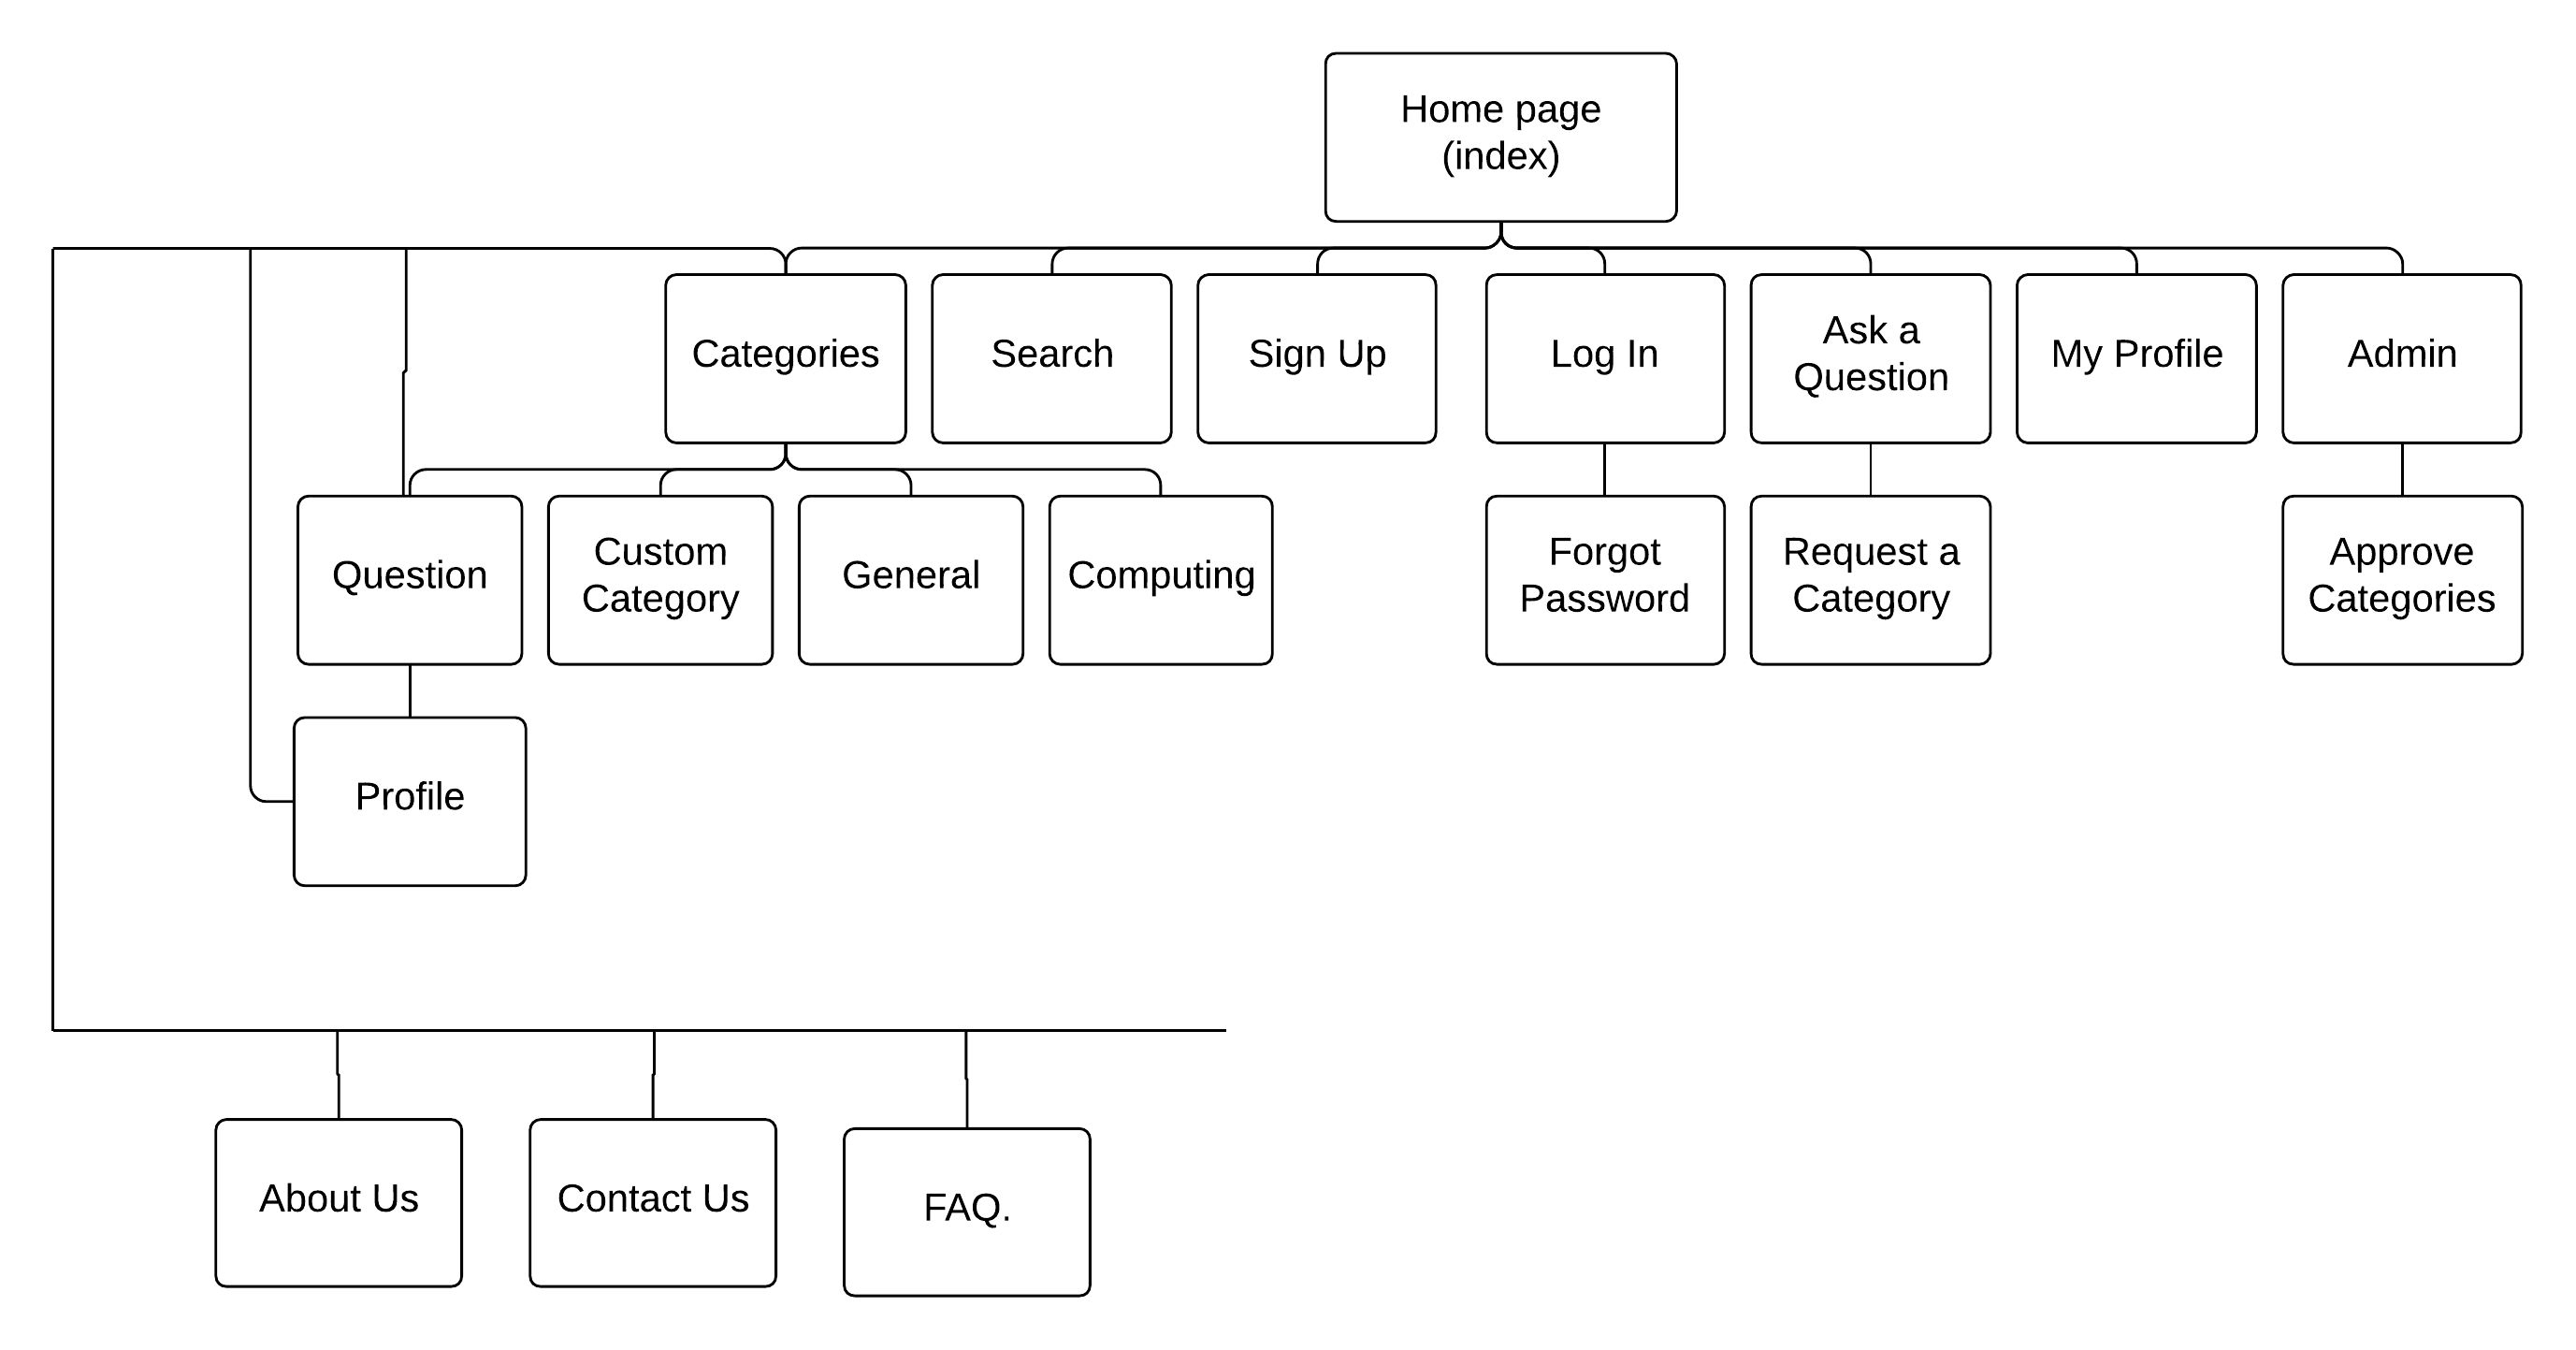 Home page
(index)
Categories
Search
Sign Up
Log In
Ask a
Question
My Profile
Admin
Question
Custom
Category
General
Computing
Forgot
Password
Request a
Category
Approve
Categories
Profile
About Us
Contact Us
FAQ.